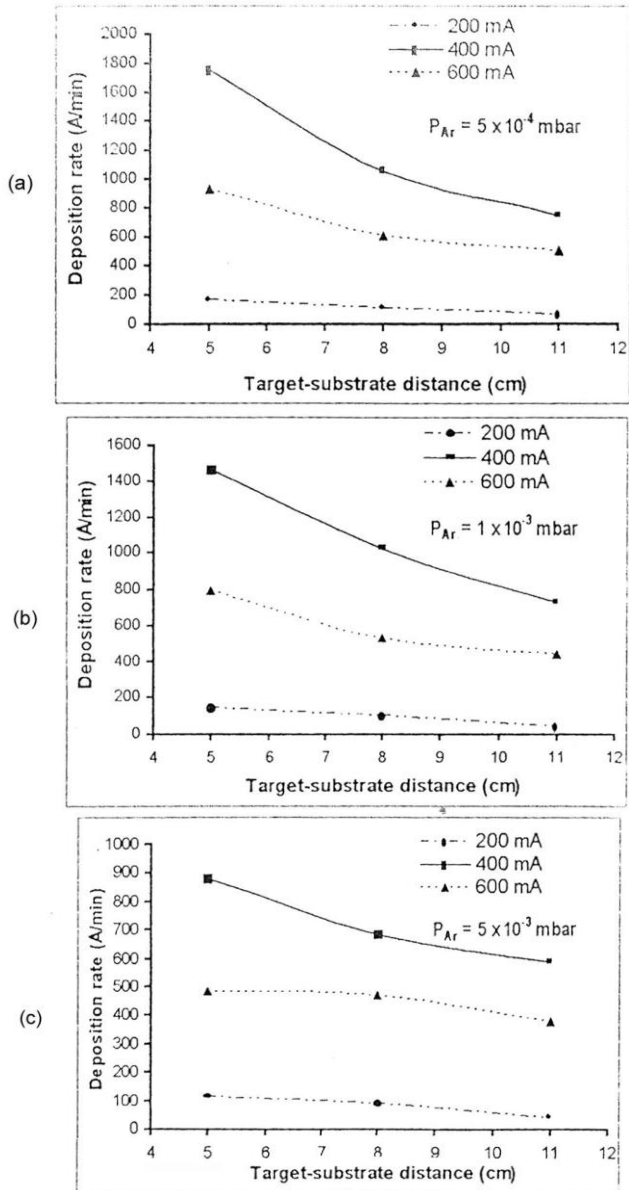 (a)
Deposition rate (A/min)
2000
1800
1600
1400
1200
1000
800
600
400
200
0
200 mA
400 mA
600 mA
P_Ar = 5 x 10^-4 mbar
4 5 6 7 8 9 10 11 12
Target-substrate distance (cm)
(b)
Deposition rate (A/min)
1600
1400
1200
1000
800
600
400
200
0
200 mA
400 mA
600 mA
P_Ar = 1 x 10^-3 mbar
4 5 6 7 8 9 10 11 12
Target-substrate distance (cm)
(c)
Deposition rate (A/min)
1000
900
800
700
600
500
400
300
200
100
0
200 mA
400 mA
600 mA
P_Ar = 5 x 10^-3 mbar
4 5 6 7 8 9 10 11 12
Target-substrate distance (cm)